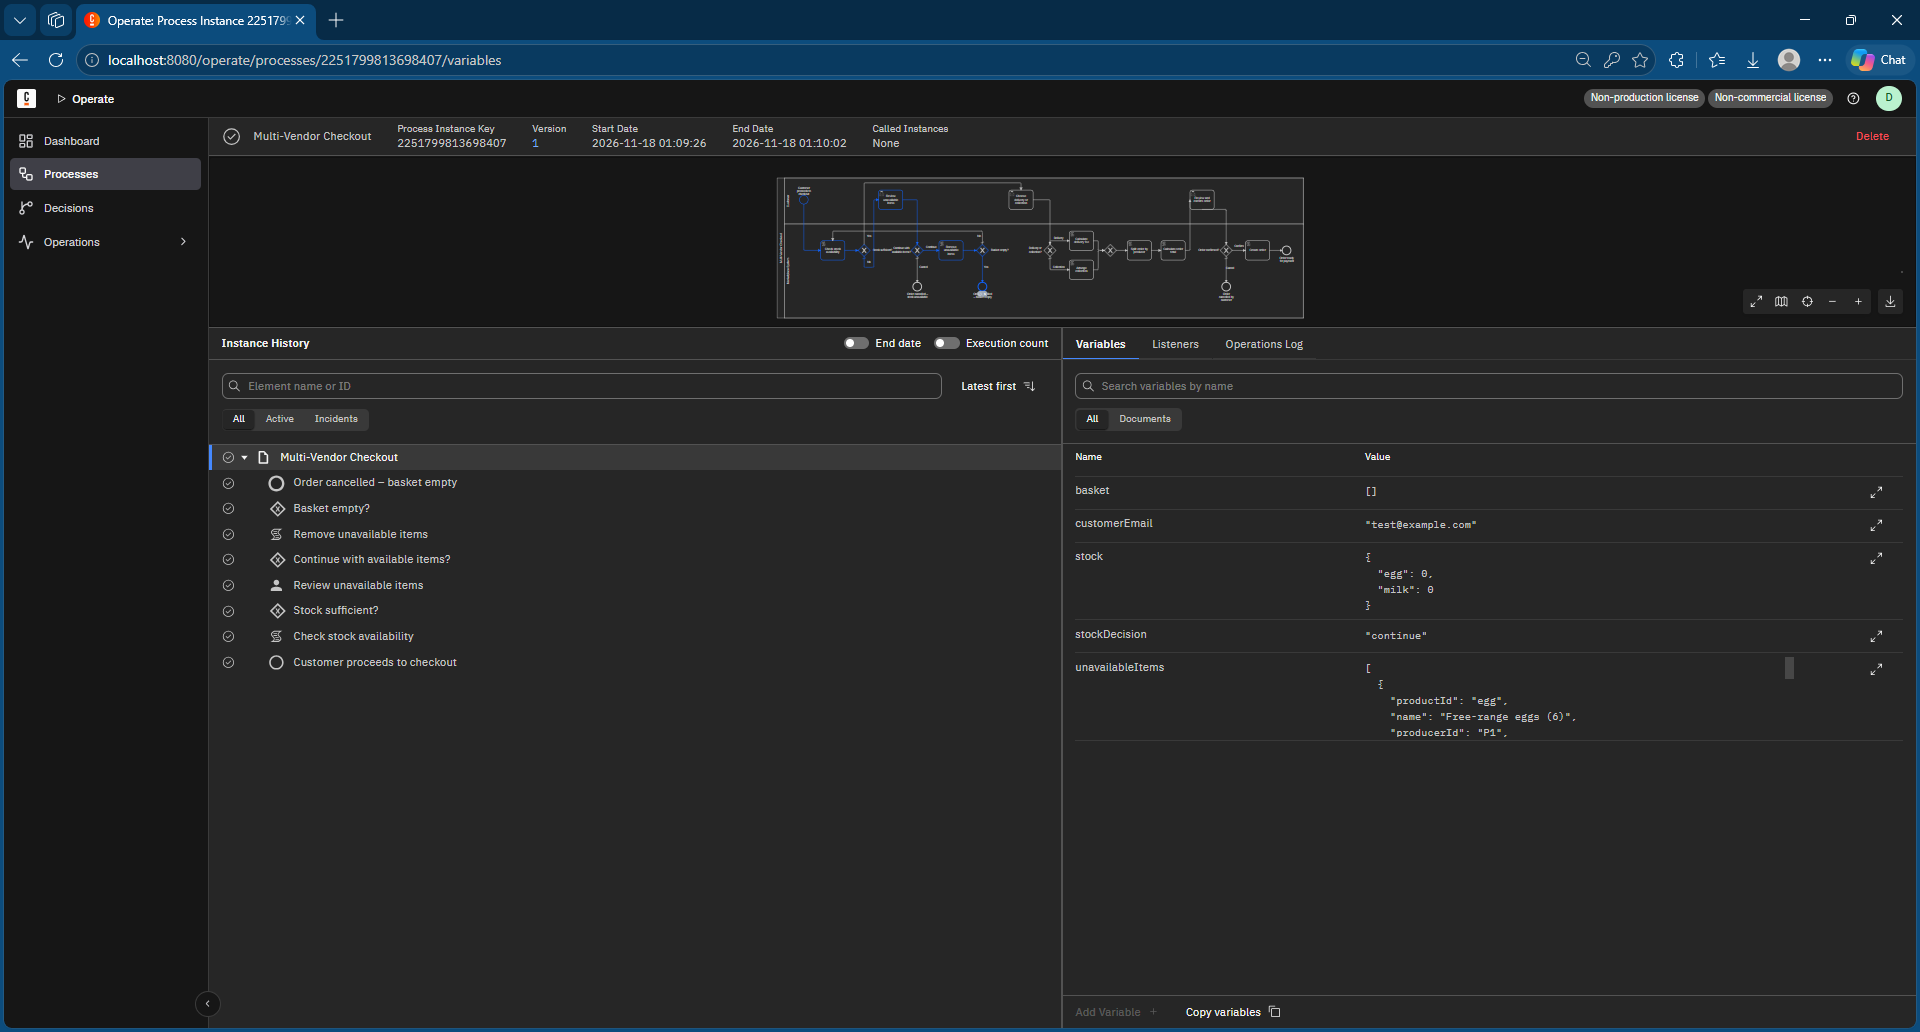 Operate: Process Instance 225179
localhost:8080/operate/processes/2251799813698407/variables
Chat
Operate
Non-production license
Non-commercial license
D
Dashboard
Processes
Decisions
Operations
Multi-Vendor Checkout
Process Instance Key
2251799813698407
Version
1
Start Date
2026-11-18 01:09:26
End Date
2026-11-18 01:10:02
Called Instances
None
Delete
Instance History
End date
Execution count
Element name or ID
Latest first
All
Active
Incidents
Multi-Vendor Checkout
Order cancelled – basket empty
Basket empty?
Remove unavailable items
Continue with available items?
Review unavailable items
Stock sufficient?
Check stock availability
Customer proceeds to checkout
Variables
Listeners
Operations Log
Search variables by name
All
Documents
Name
Value
basket
[]
customerEmail
"test@example.com"
stock
{
"egg": 0,
"milk": 0
}
stockDecision
"continue"
unavailableItems
[
{
"productId": "egg",
"name": "Free-range eggs (6)",
"producerId": "P1",
Add Variable +
Copy variables